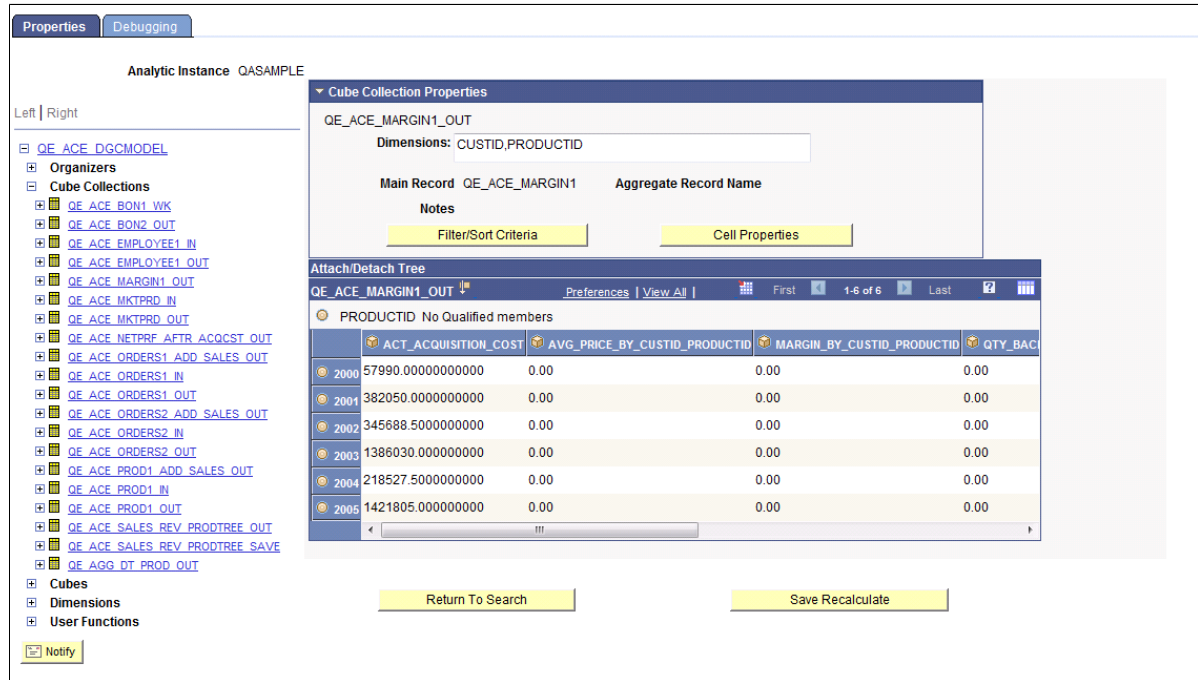 Properties
Debugging
Analytic Instance QASAMPLE
Left | Right
QE_ACE_DGCMODEL
Organizers
Cube Collections
QE_ACE_BON1_WK
QE_ACE_BON2_OUT
QE_ACE_EMPLOYEE1_IN
QE_ACE_EMPLOYEE1_OUT
QE_ACE_MARGIN1_OUT
QE_ACE_MKTPRD_IN
QE_ACE_MKTPRD_OUT
QE_ACE_NETPRF_AFTR_ACQCST_OUT
QE_ACE_ORDERS1_ADD_SALES_OUT
QE_ACE_ORDERS1_IN
QE_ACE_ORDERS1_OUT
QE_ACE_ORDERS2_ADD_SALES_OUT
QE_ACE_ORDERS2_IN
QE_ACE_ORDERS2_OUT
QE_ACE_PROD1_ADD_SALES_OUT
QE_ACE_PROD1_IN
QE_ACE_PROD1_OUT
QE_ACE_SALES_REV_PRODTREE_OUT
QE_ACE_SALES_REV_PRODTREE_SAVE
QE_AGG_DT_PROD_OUT
Cubes
Dimensions
User Functions
Notify
Cube Collection Properties
QE_ACE_MARGIN1_OUT
Dimensions: CUSTID,PRODUCTID
Main Record QE_ACE_MARGIN1 Aggregate Record Name
Notes
Filter/Sort Criteria Cell Properties
Attach/Detach Tree
QE_ACE_MARGIN1_OUT Preferences | View All | First 1-6 of 6 Last
PRODUCTID No Qualified members
ACT_ACQUISITION_COST AVG_PRICE_BY_CUSTID_PRODUCTID MARGIN_BY_CUSTID_PRODUCTID QTY_BACI
2000 57990.00000000000 0.00 0.00 0.00
2001 382050.0000000000 0.00 0.00 0.00
2002 345688.5000000000 0.00 0.00 0.00
2003 1386030.000000000 0.00 0.00 0.00
2004 218527.5000000000 0.00 0.00 0.00
2005 1421805.000000000 0.00 0.00 0.00
Return To Search Save Recalculate